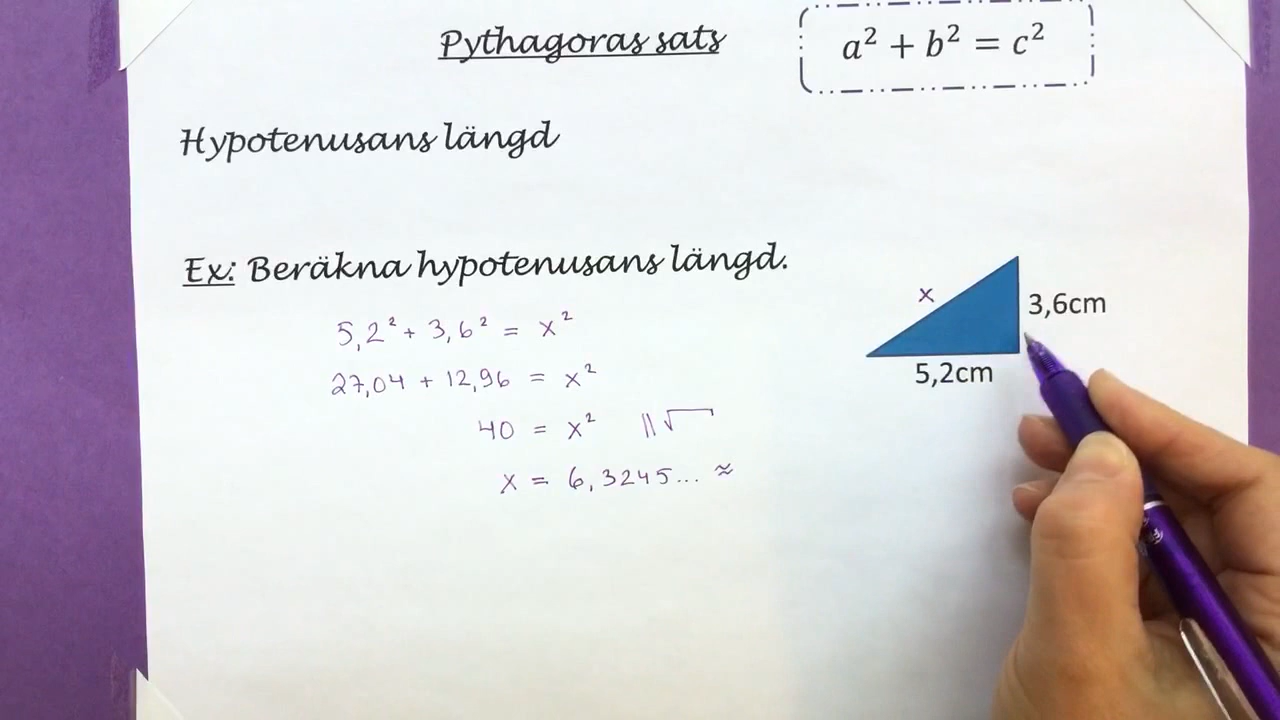 Pythagoras sats
a² + b² = c²
Hypotenusans längd
Ex: Beräkna hypotenusans längd.
x
3,6cm
5,2cm
5,2² + 3,6² = x²
27,04 + 12,96 = x²
40 = x² ||√
x = 6,3245... ≈